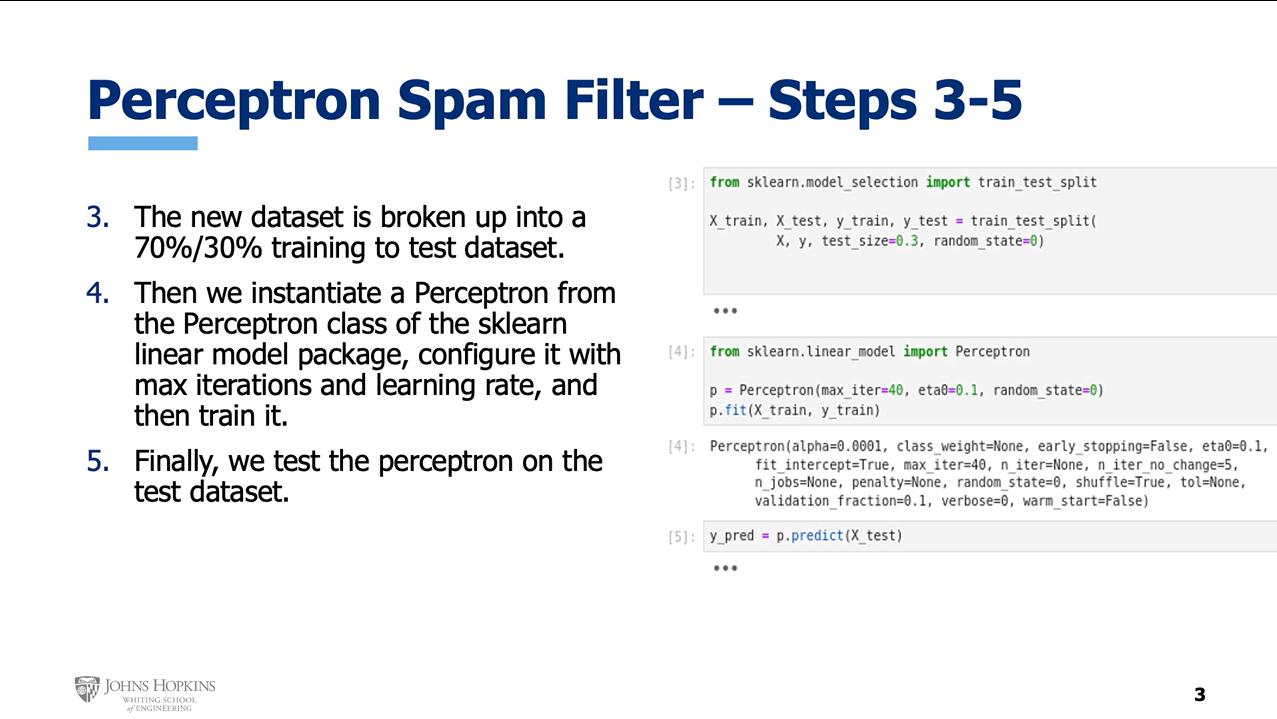 Perceptron Spam Filter – Steps 3-5
3. The new dataset is broken up into a
70%/30% training to test dataset.
4. Then we instantiate a Perceptron from
the Perceptron class of the sklearn
linear model package, configure it with
max iterations and learning rate, and
then train it.
5. Finally, we test the perceptron on the
test dataset.
[3]: from sklearn.model_selection import train_test_split
X_train, X_test, y_train, y_test = train_test_split(
X, y, test_size=0.3, random_state=0)
•••
[4]: from sklearn.linear_model import Perceptron
p = Perceptron(max_iter=40, eta0=0.1, random_state=0)
p.fit(X_train, y_train)
[4]: Perceptron(alpha=0.0001, class_weight=None, early_stopping=False, eta0=0.1,
fit_intercept=True, max_iter=40, n_iter=None, n_iter_no_change=5,
n_jobs=None, penalty=None, random_state=0, shuffle=True, tol=None,
validation_fraction=0.1, verbose=0, warm_start=False)
[5]: y_pred = p.predict(X_test)
•••
JOHNS HOPKINS
WHITING SCHOOL
of ENGINEERING
3